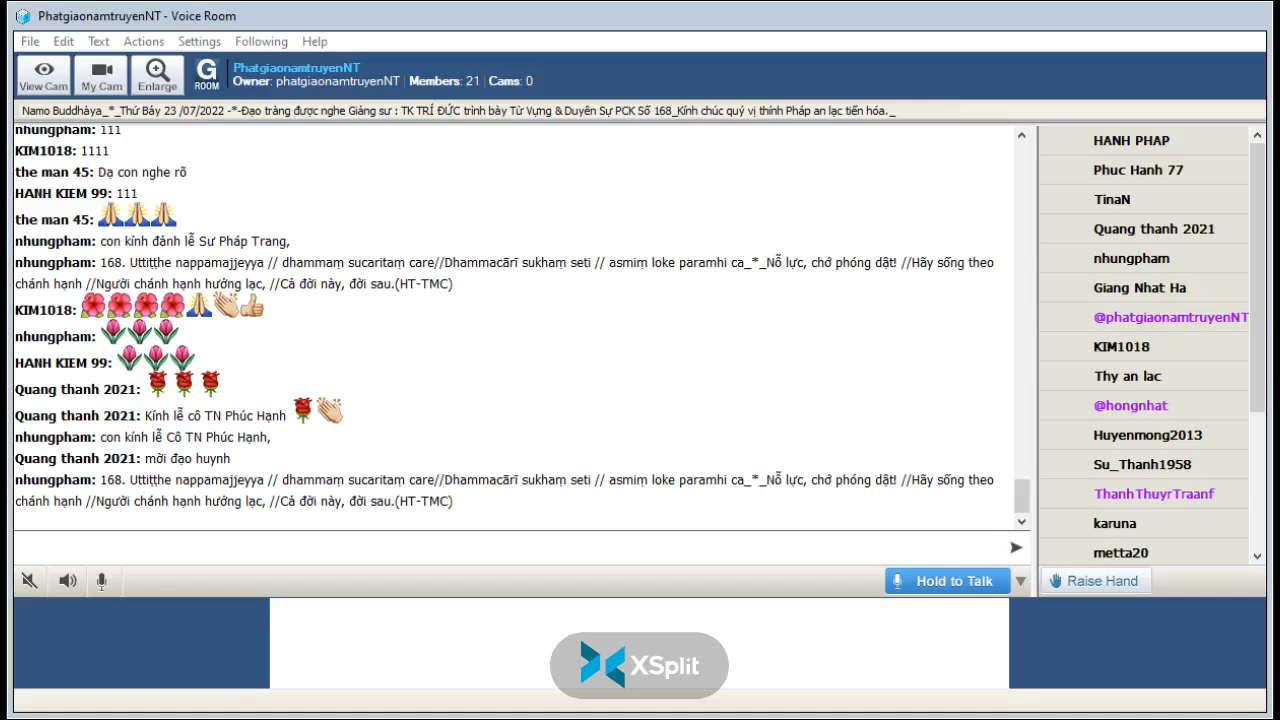 PhatgiaonamtruyenNT - Voice Room
File Edit Text Actions Settings Following Help
View Cam
My Cam
Enlarge
G ROOM
PhatgiaonamtruyenNT
Owner: phatgiaonamtruyenNT | Members: 21 | Cams: 0
Namo Buddhàya_*_Thứ Bảy 23 /07/2022 -*-Đạo tràng được nghe Giảng sư : TK TRÍ ĐỨC trình bày Từ Vựng & Duyên Sự PCK Số 168_Kính chúc quý vị thính Pháp an lạc tiến hóa._
nhungpham: 111
KIM1018: 1111
the man 45: Dạ con nghe rõ
HANH KIEM 99: 111
the man 45:
nhungpham: con kính đảnh lễ Sư Pháp Trang,
nhungpham: 168. Uttiṭṭhe nappamajjeyya // dhammaṃ sucaritaṃ care//Dhammacārī sukhaṃ seti // asmiṃ loke paramhi ca_*_Nỗ lực, chớ phóng dật! //Hãy sống theo
chánh hạnh //Người chánh hạnh hưởng lạc, //Cả đời này, đời sau.(HT-TMC)
KIM1018:
nhungpham:
HANH KIEM 99:
Quang thanh 2021:
Quang thanh 2021: Kính lễ cô TN Phúc Hạnh
nhungpham: con kính lễ Cô TN Phúc Hạnh,
Quang thanh 2021: mời đạo huynh
nhungpham: 168. Uttiṭṭhe nappamajjeyya // dhammaṃ sucaritaṃ care//Dhammacārī sukhaṃ seti // asmiṃ loke paramhi ca_*_Nỗ lực, chớ phóng dật! //Hãy sống theo
chánh hạnh //Người chánh hạnh hưởng lạc, //Cả đời này, đời sau.(HT-TMC)
HANH PHAP
Phuc Hanh 77
TinaN
Quang thanh 2021
nhungpham
Giang Nhat Ha
@phatgiaonamtruyenNT
KIM1018
Thy an lac
@hongnhat
Huyenmong2013
Su_Thanh1958
ThanhThuyrTraanf
karuna
metta20
Hold to Talk
Raise Hand
XSplit